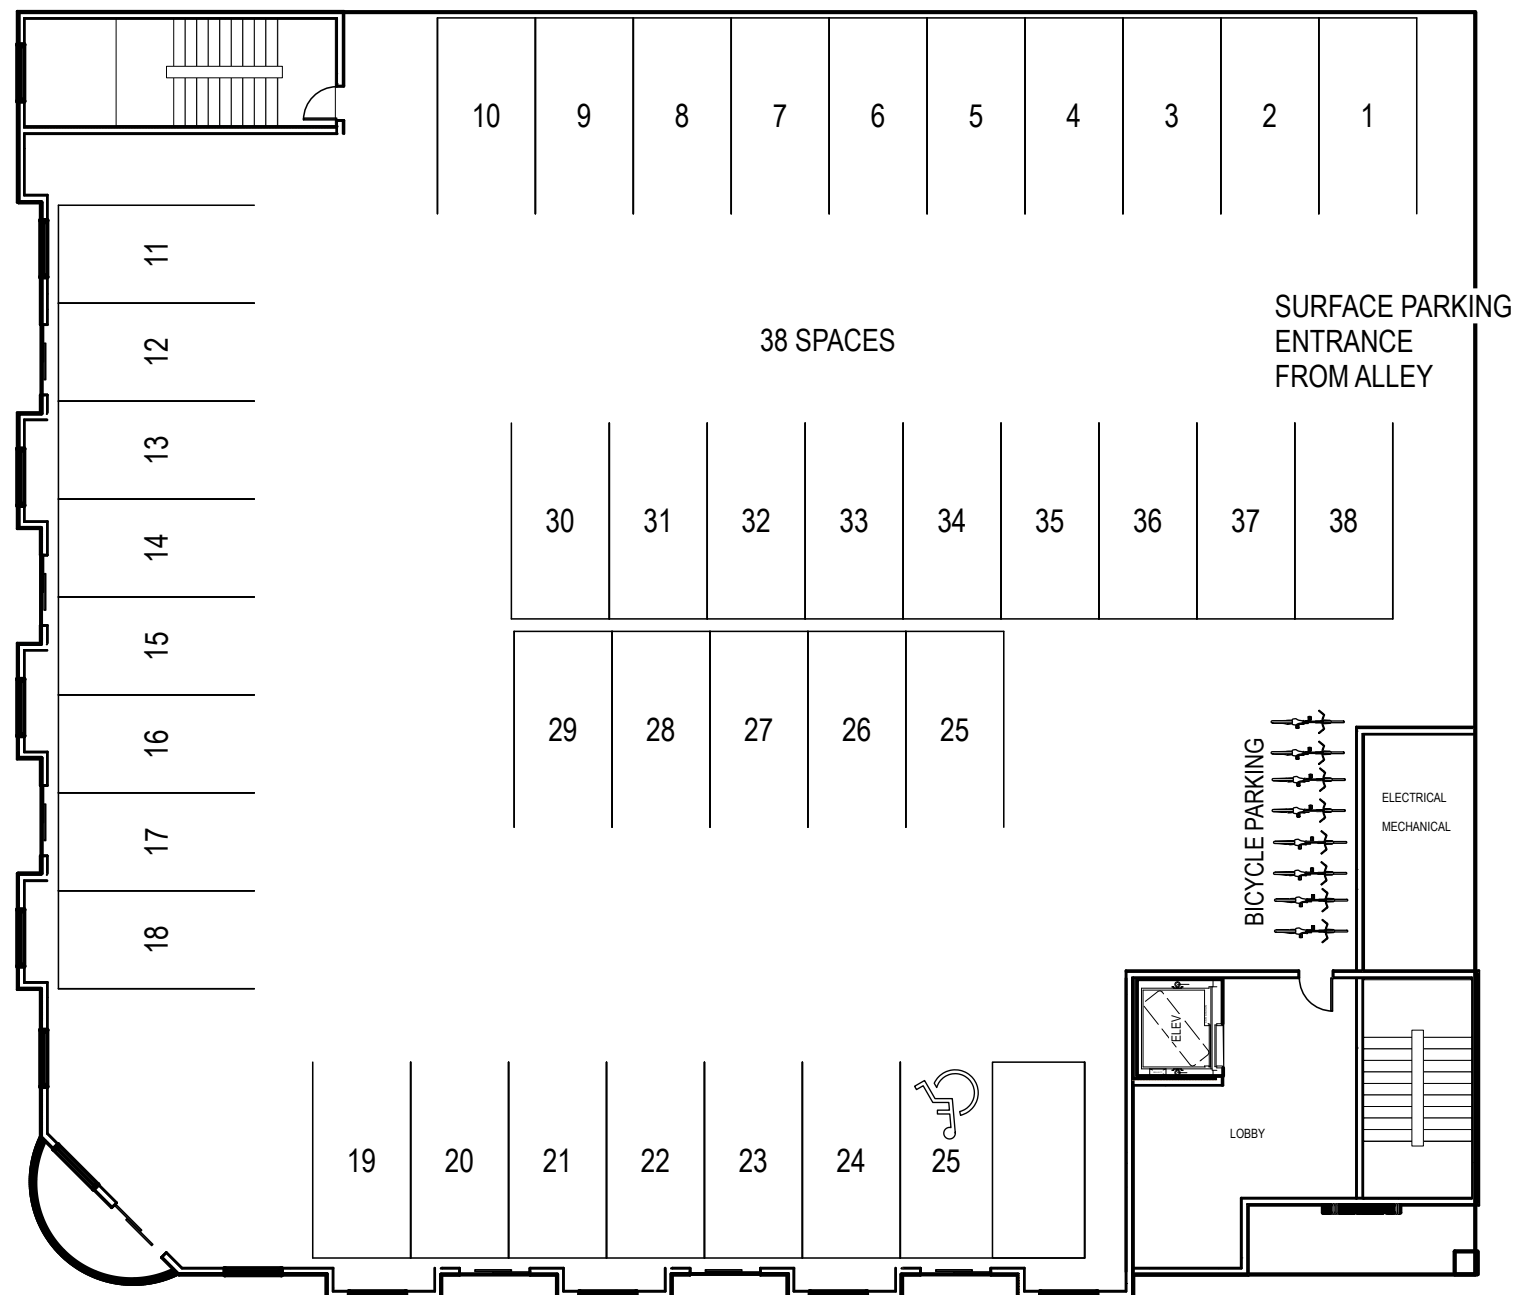 10 9 8 7 6 5 4 3 2 1
11
12
13
14
15
16
17
18
38 SPACES
SURFACE PARKING
ENTRANCE
FROM ALLEY
30 31 32 33 34 35 36 37 38
29 28 27 26 25
BICYCLE PARKING
ELECTRICAL
MECHANICAL
ELEV
LOBBY
19 20 21 22 23 24 25